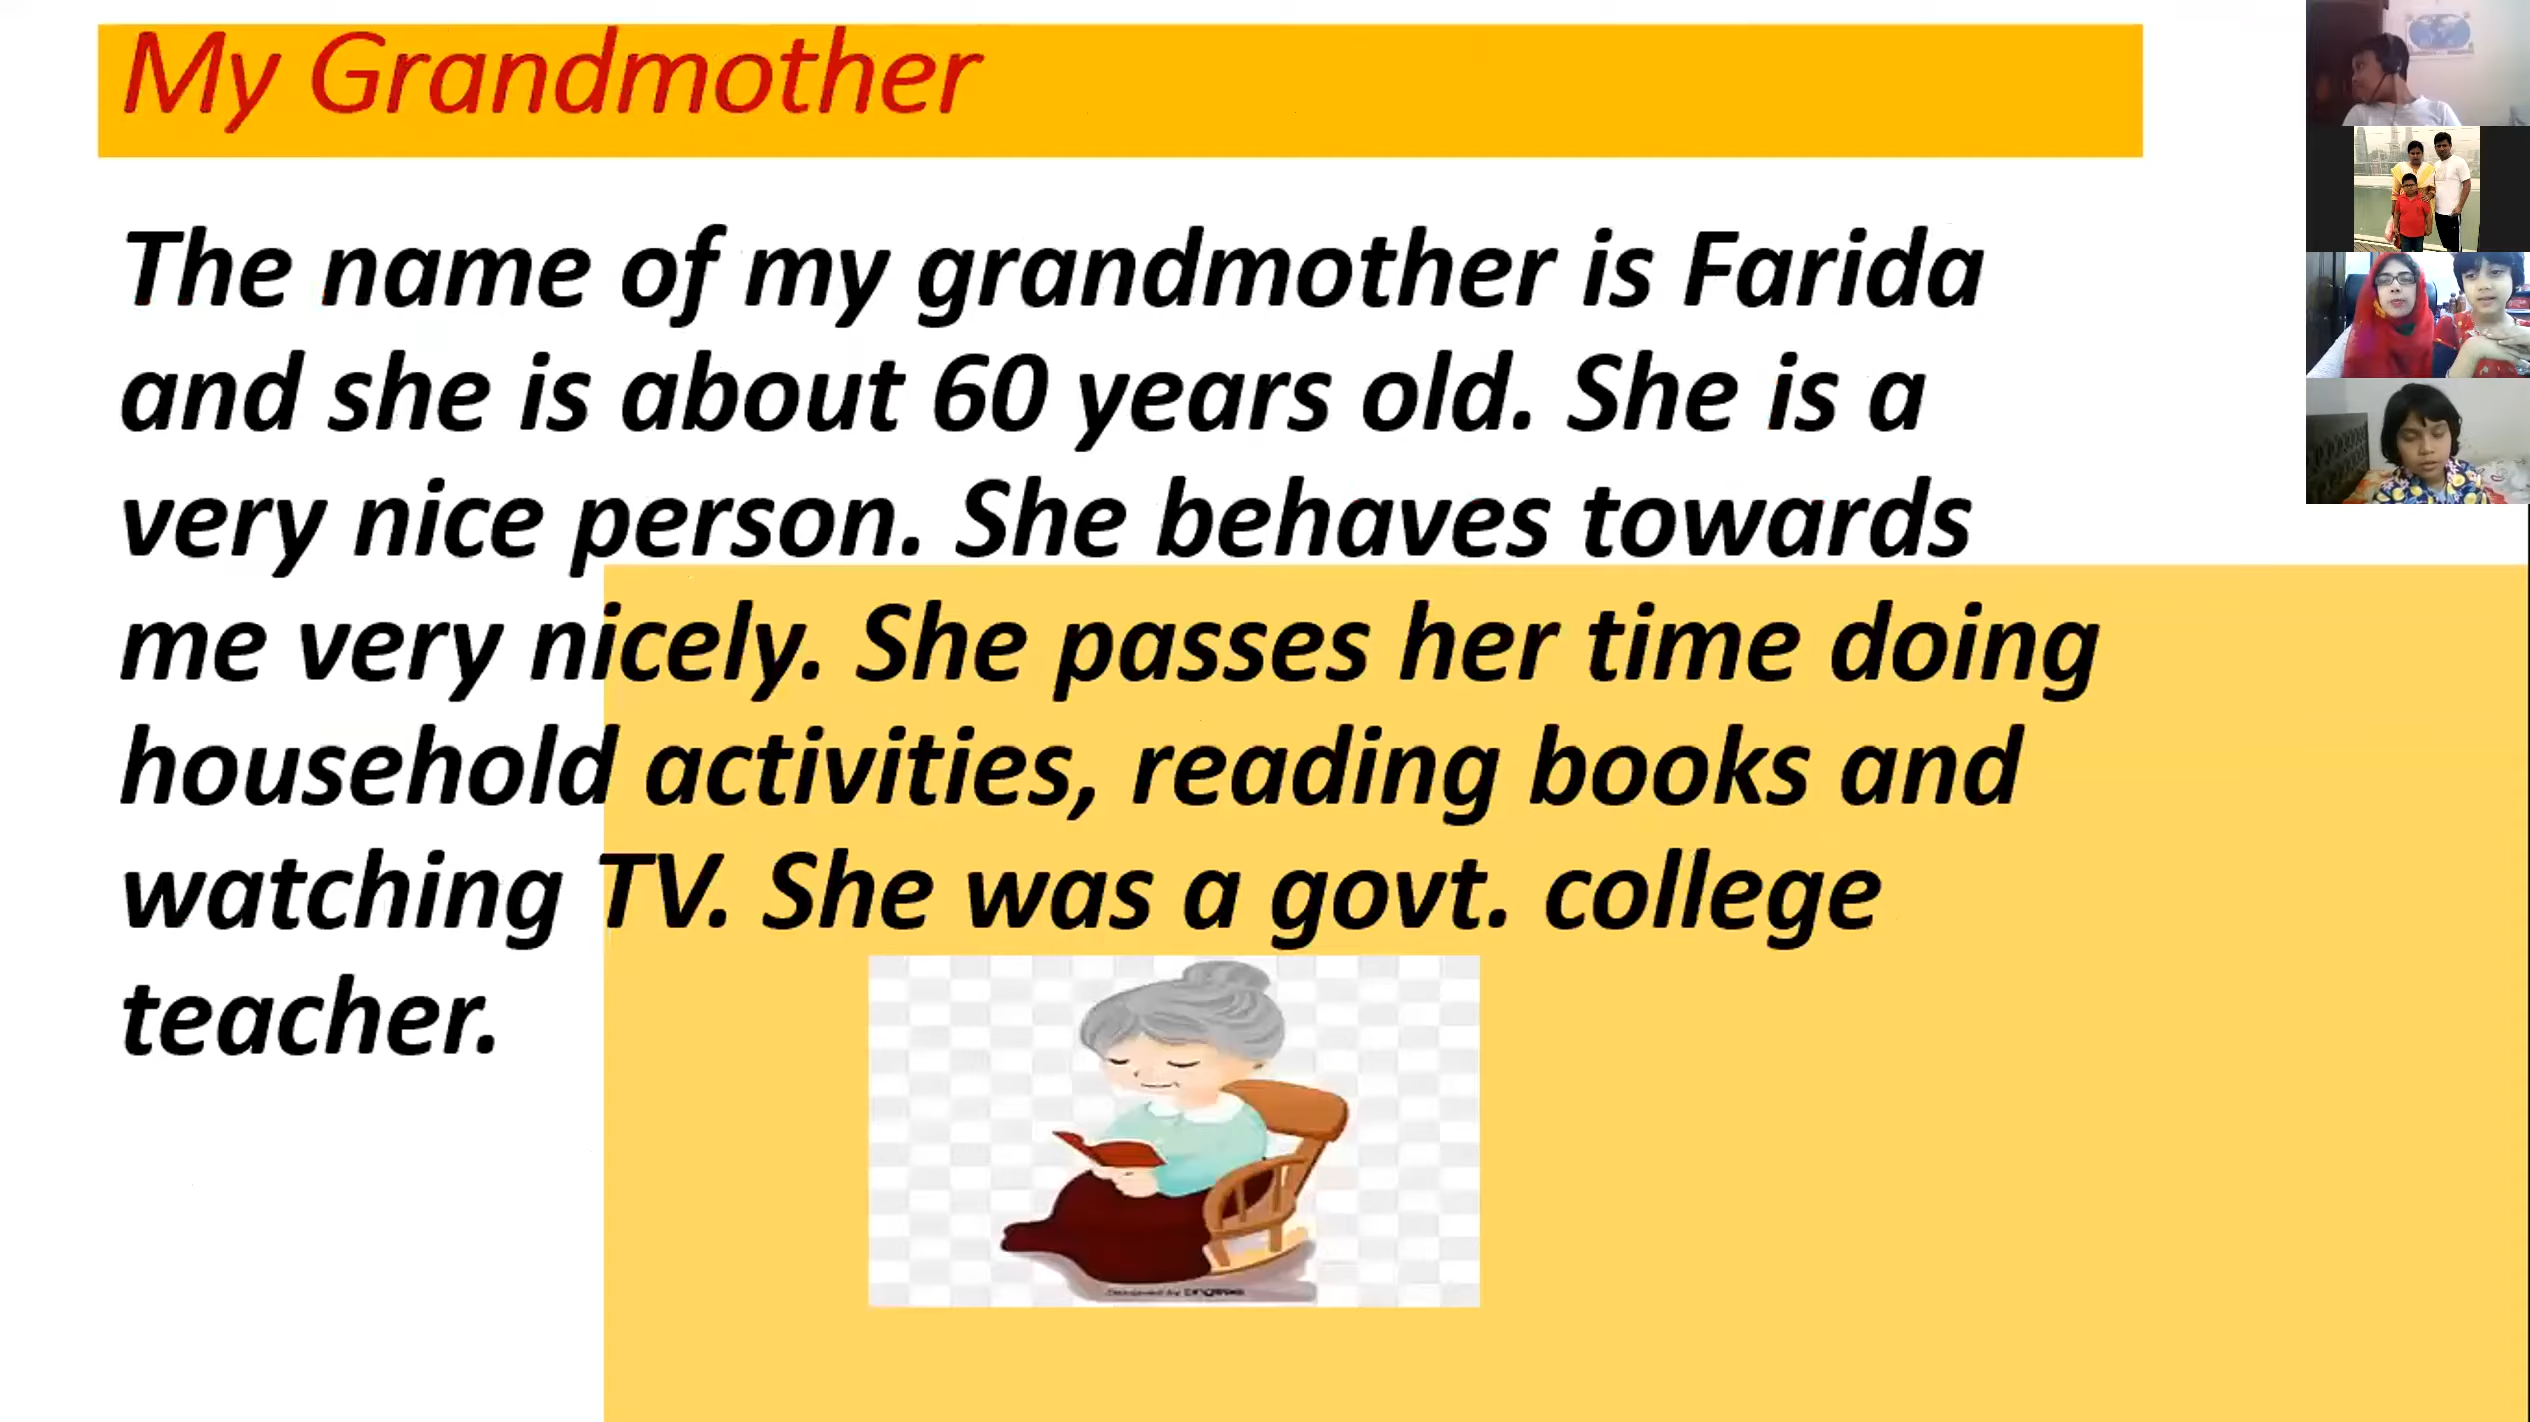 My Grandmother
The name of my grandmother is Farida
and she is about 60 years old. She is a
very nice person. She behaves towards
me very nicely. She passes her time doing
household activities, reading books and
watching TV. She was a govt. college
teacher.